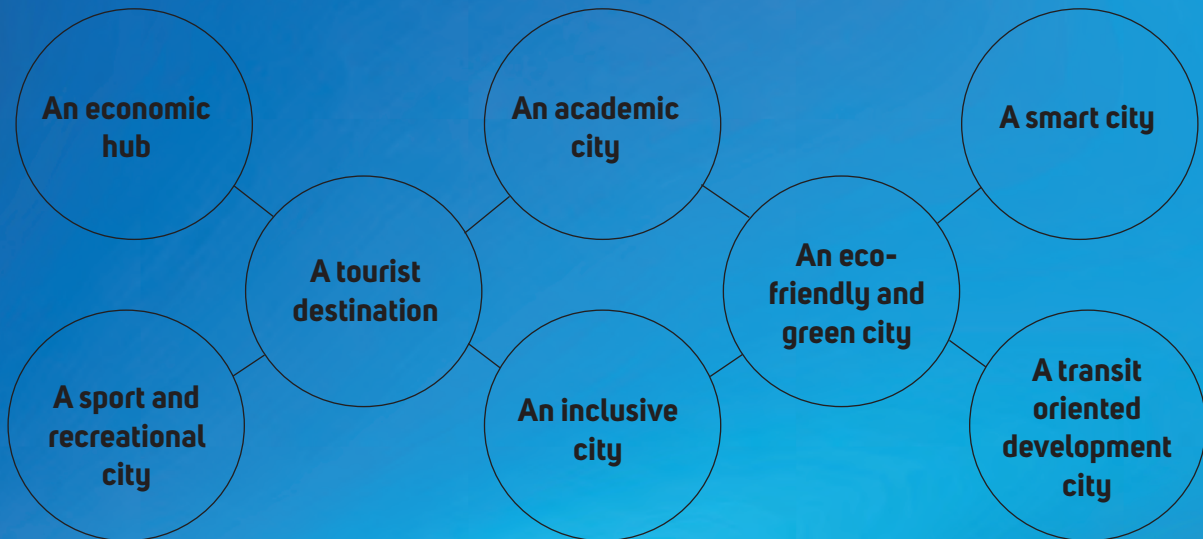 An economic
hub
An academic
city
A smart city
A tourist
destination
An eco-
friendly and
green city
A sport and
recreational
city
An inclusive
city
A transit
oriented
development
city